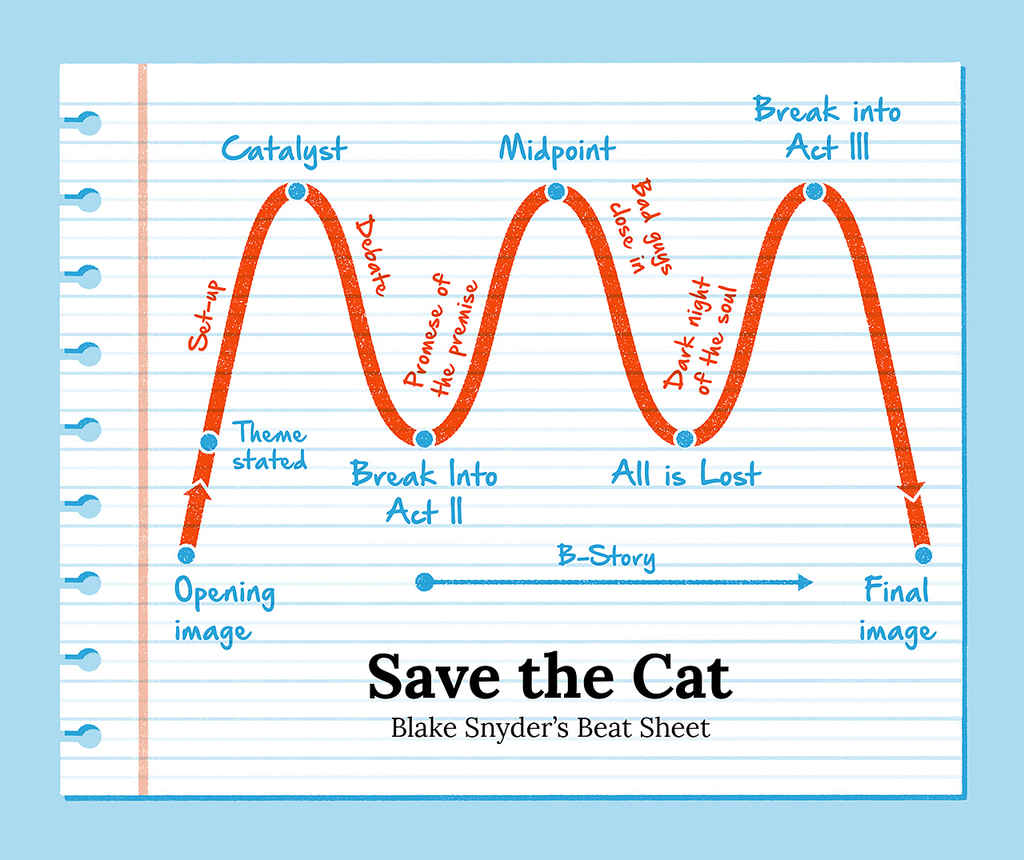 Break into
Act III
Catalyst
Midpoint
Set-up
Debate
Promese of
the premise
Bad guys
close in
Dark night
of the soul
Theme
stated
Break Into
Act II
All is Lost
B-Story
Opening
image
Final
image
Save the Cat
Blake Snyder’s Beat Sheet